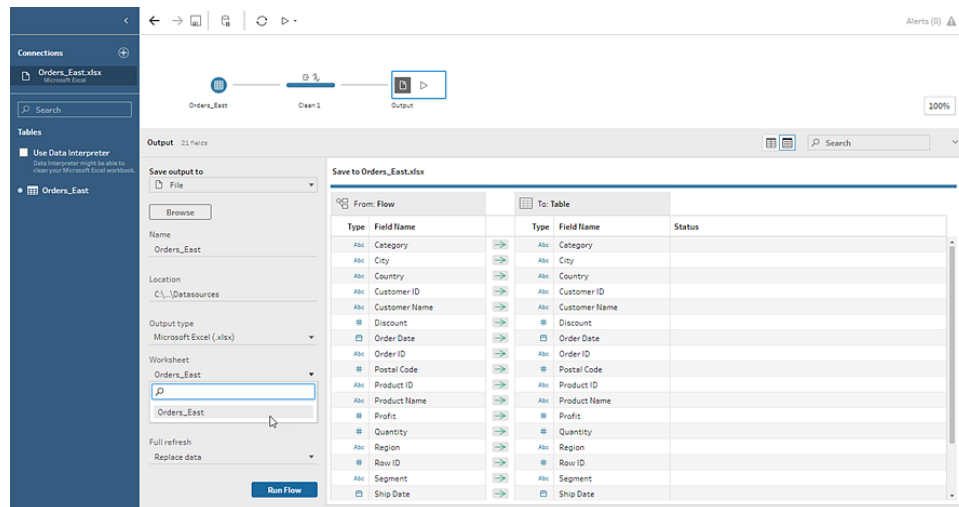 Alerts (0)
Connections
Orders_East.xlsx
Microsoft Excel
Search
Tables
Use Data Interpreter
Data Interpreter might be able to
clean your Microsoft Excel workbook.
Orders_East
Orders_East
Clean 1
Output
100%
Output 21 fields
Search
Save output to
File
Browse
Name
Orders_East
Location
C:\...\Datasources
Output type
Microsoft Excel (.xlsx)
Worksheet
Orders_East
Orders_East
Full refresh
Replace data
Run Flow
Save to Orders_East.xlsx
From: Flow To: Table
Type Field Name Type Field Name Status
Abc Category Abc Category
Abc City Abc City
Abc Country Abc Country
Abc Customer ID Abc Customer ID
Abc Customer Name Abc Customer Name
# Discount # Discount
Order Date Order Date
Abc Order ID Abc Order ID
# Postal Code # Postal Code
Abc Product ID Abc Product ID
Abc Product Name Abc Product Name
# Profit # Profit
# Quantity # Quantity
Abc Region Abc Region
# Row ID # Row ID
Abc Segment Abc Segment
Ship Date Ship Date